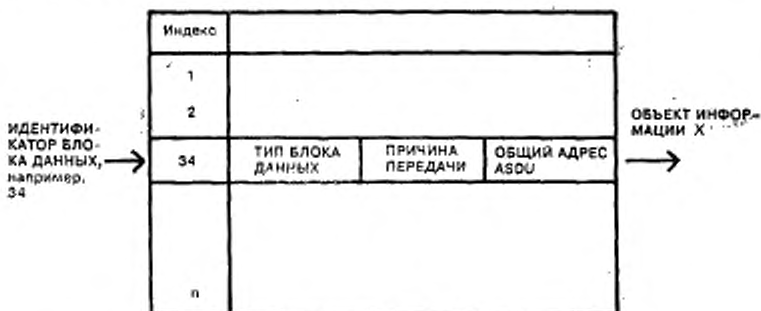 Индекс
1
2
ИДЕНТИФИ-
КАТОР БЛО-
КА ДАННЫХ,
например,
34
34
ТИП БЛОКА
ДАННЫХ
ПРИЧИНА
ПЕРЕДАЧИ
ОБЩИЙ АДРЕС
ASDU
ОБЪЕКТ ИНФОР-
МАЦИИ X
n